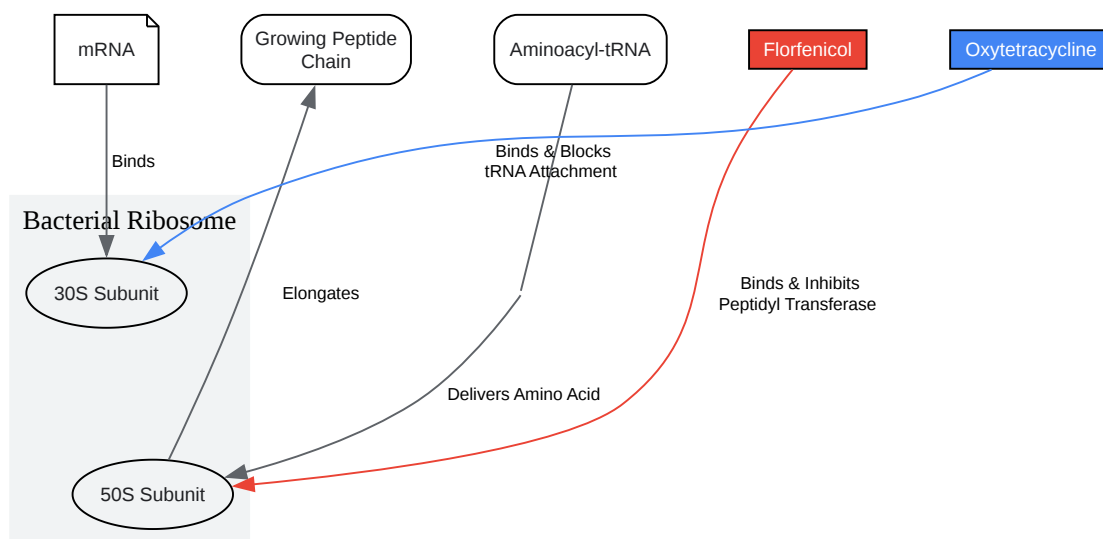 mRNA
Growing Peptide
Chain
Aminoacyl-tRNA
Florfenicol
Oxytetracycline
Binds
Binds & Blocks
tRNA Attachment
Bacterial Ribosome
30S Subunit
Elongates
Binds & Inhibits
Peptidyl Transferase
Delivers Amino Acid
50S Subunit